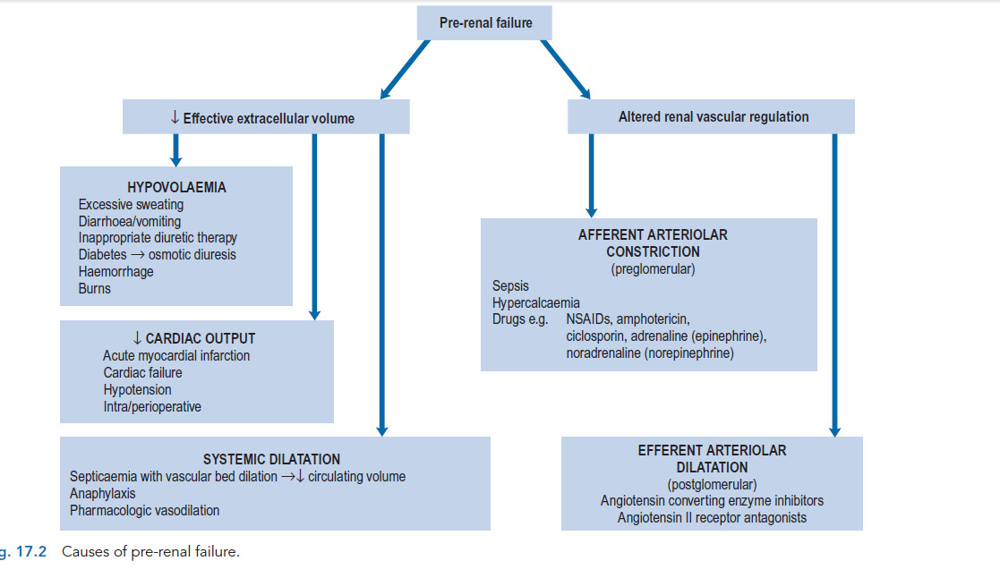 Pre-renal failure
↓ Effective extracellular volume
Altered renal vascular regulation
HYPOVOLAEMIA
Excessive sweating
Diarrhoea/vomiting
Inappropriate diuretic therapy
Diabetes → osmotic diuresis
Haemorrhage
Burns
↓ CARDIAC OUTPUT
Acute myocardial infarction
Cardiac failure
Hypotension
Intra/perioperative
SYSTEMIC DILATATION
Septicaemia with vascular bed dilation →↓ circulating volume
Anaphylaxis
Pharmacologic vasodilation
AFFERENT ARTERIOLAR
CONSTRICTION
(preglomerular)
Sepsis
Hypercalcaemia
Drugs e.g. NSAIDs, amphotericin,
ciclosporin, adrenaline (epinephrine),
noradrenaline (norepinephrine)
EFFERENT ARTERIOLAR
DILATATION
(postglomerular)
Angiotensin converting enzyme inhibitors
Angiotensin II receptor antagonists
g. 17.2 Causes of pre-renal failure.